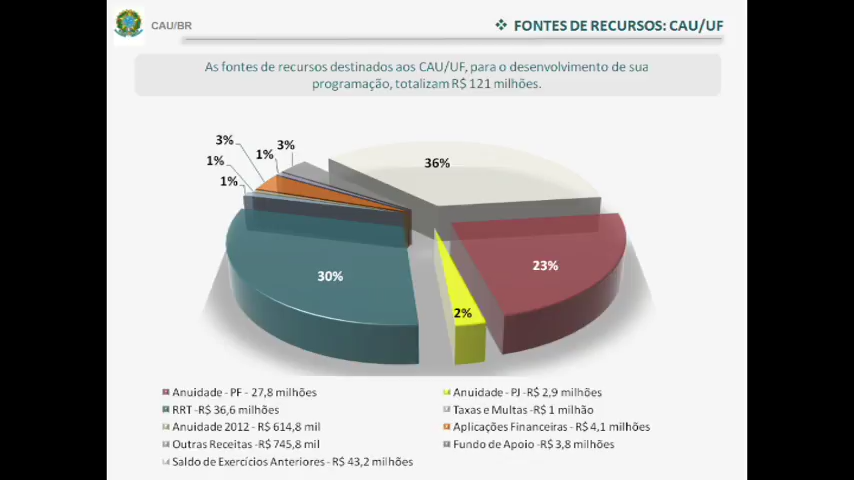 CAU/BR
❖ FONTES DE RECURSOS: CAU/UF
As fontes de recursos destinados aos CAU/UF, para o desenvolvimento de sua
programação, totalizam R$ 121 milhões.
3%
3%
1%
1%
1%
36%
30%
23%
2%
Anuidade - PF - 27,8 milhões
Anuidade - PJ -R$ 2,9 milhões
RRT -R$ 36,6 milhões
Taxas e Multas -R$ 1 milhão
Anuidade 2012 - R$ 614,8 mil
Aplicações Financeiras - R$ 4,1 milhões
Outras Receitas -R$ 745,8 mil
Fundo de Apoio -R$ 3,8 milhões
Saldo de Exercícios Anteriores - R$ 43,2 milhões